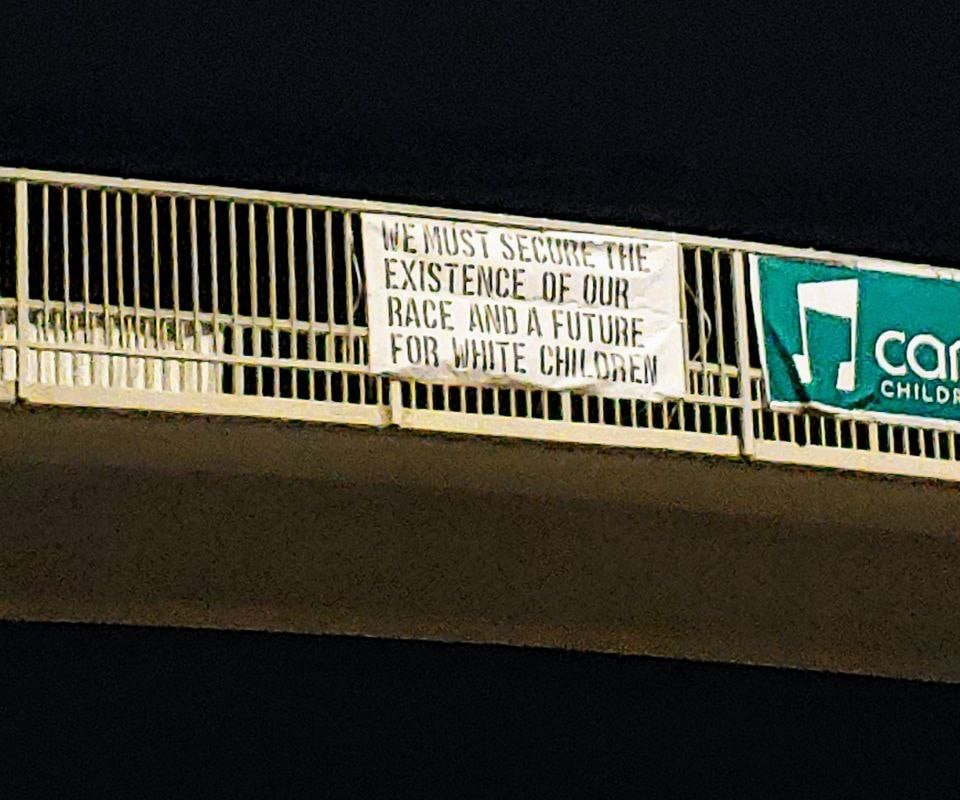 WE MUST SECURE THE
EXISTENCE OF OUR
RACE AND A FUTURE
FOR WHITE CHILDREN